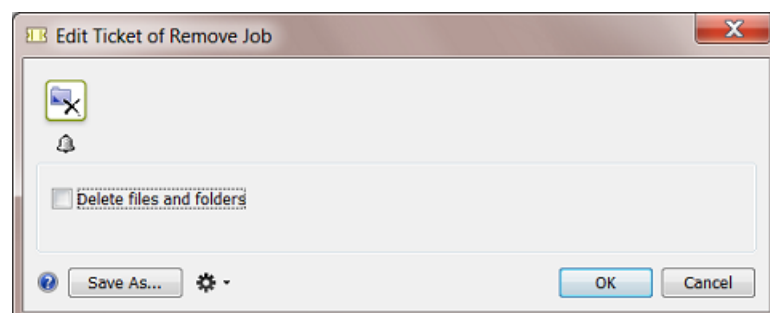 Edit Ticket of Remove Job
Delete files and folders
Save As...
OK
Cancel